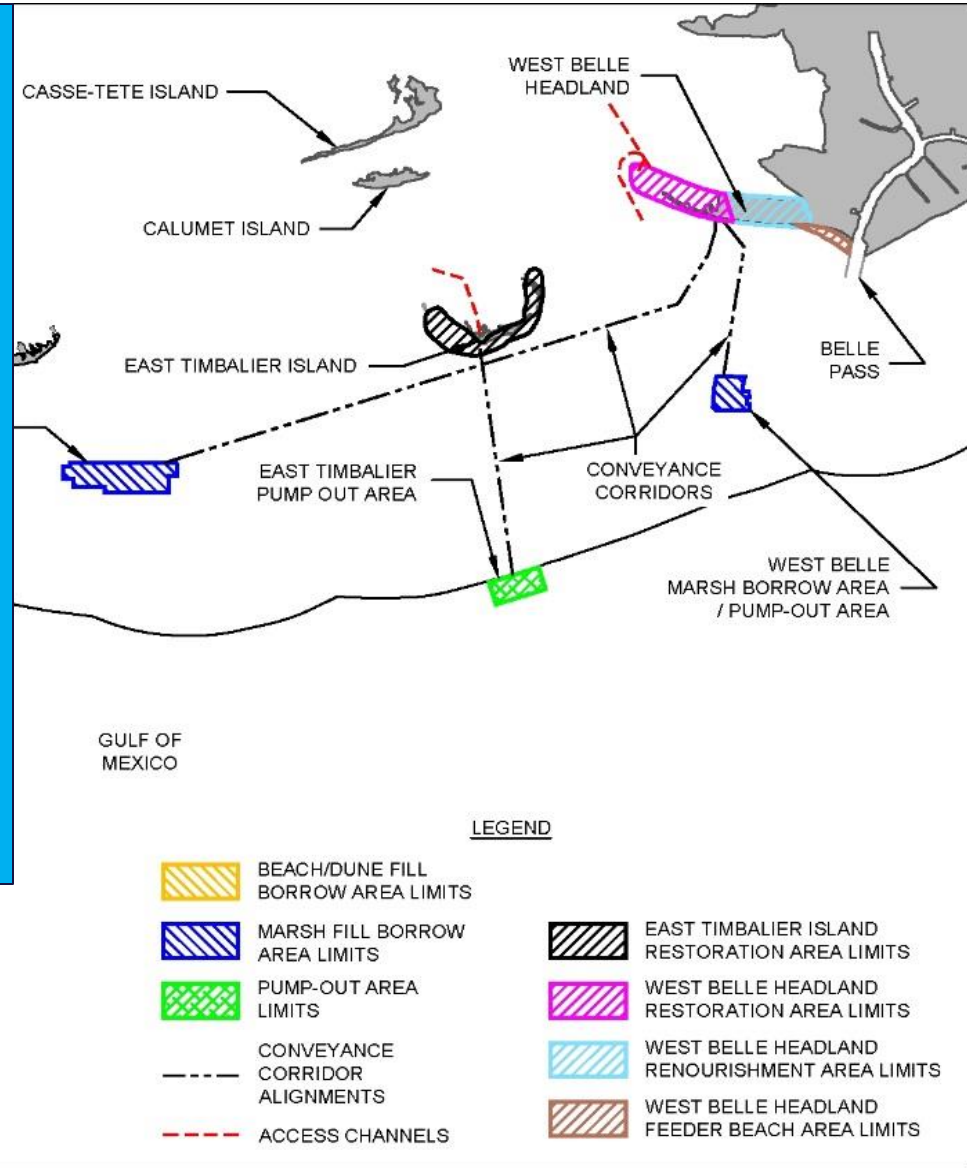 CASSE-TETE ISLAND
WEST BELLE
HEADLAND
CALUMET ISLAND
EAST TIMBALIER ISLAND
BELLE
PASS
EAST TIMBALIER
PUMP OUT AREA
CONVEYANCE
CORRIDORS
WEST BELLE
MARSH BORROW AREA
/ PUMP-OUT AREA
GULF OF
MEXICO
LEGEND
BEACH/DUNE FILL
BORROW AREA LIMITS
MARSH FILL BORROW
AREA LIMITS
PUMP-OUT AREA
LIMITS
CONVEYANCE
CORRIDOR
ALIGNMENTS
ACCESS CHANNELS
EAST TIMBALIER ISLAND
RESTORATION AREA LIMITS
WEST BELLE HEADLAND
RESTORATION AREA LIMITS
WEST BELLE HEADLAND
RENOURISHMENT AREA LIMITS
WEST BELLE HEADLAND
FEEDER BEACH AREA LIMITS